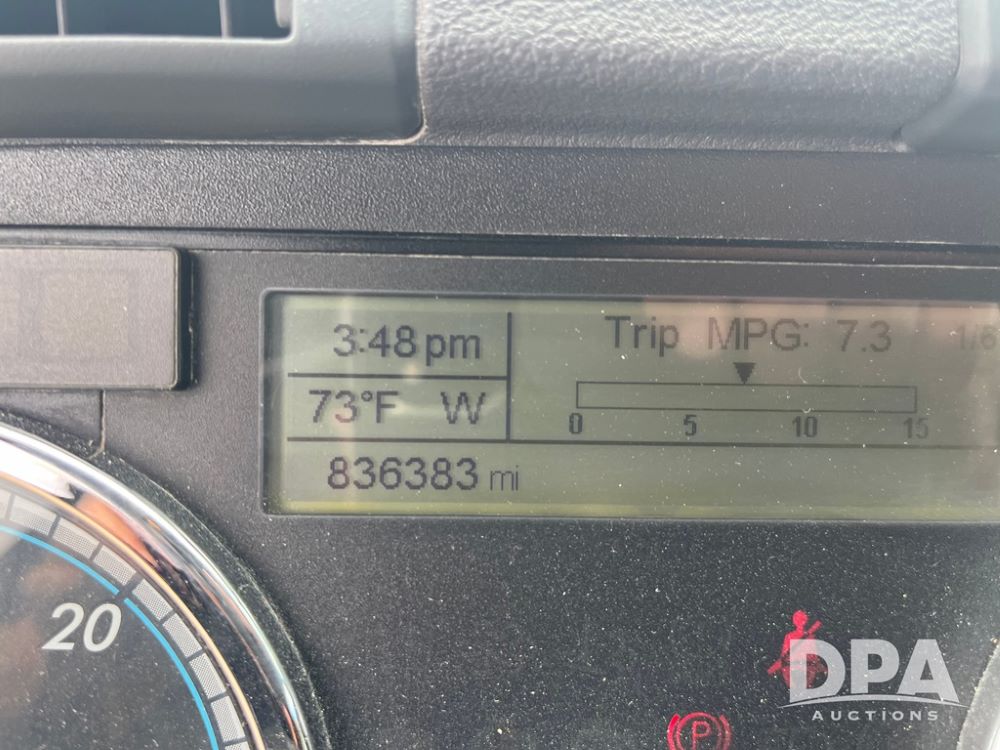 3:48 pm
Trip MPG: 7.3
73°F W
0 5 10 15
836383 mi
20
P
DPA
AUCTIONS